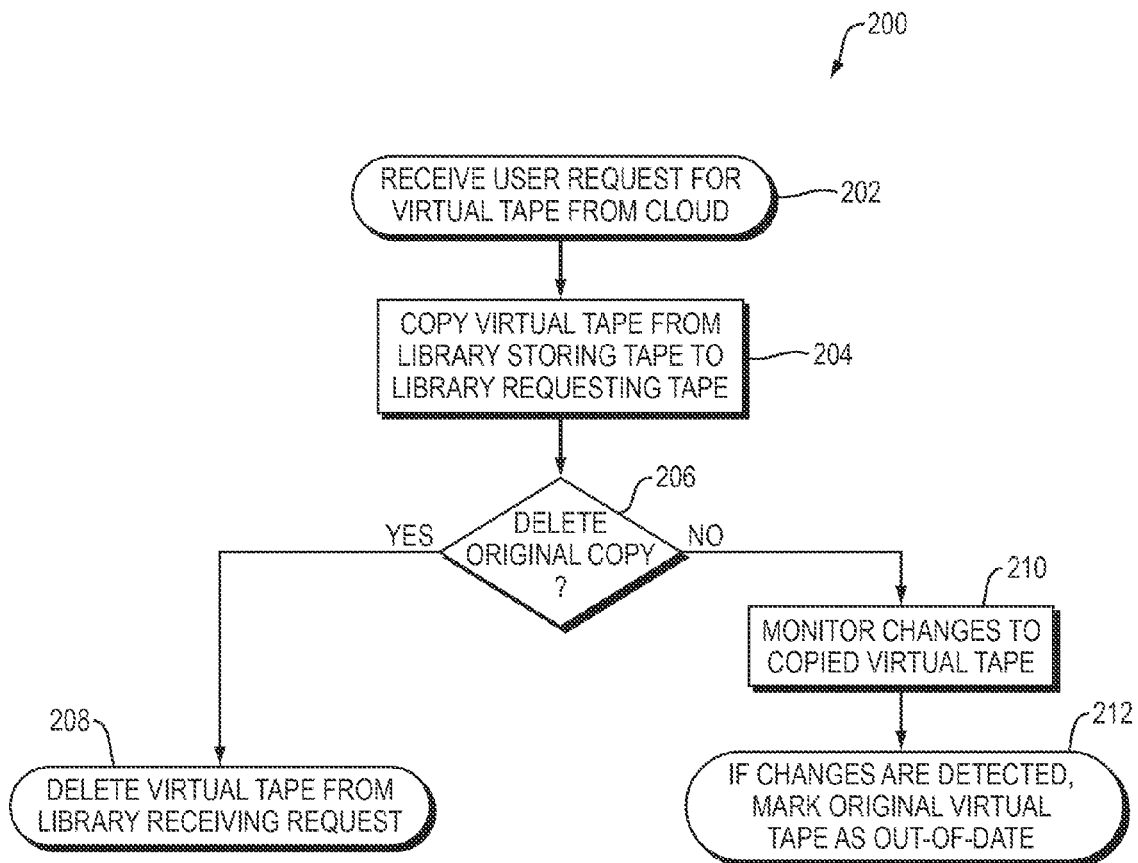 200
RECEIVE USER REQUEST FOR
VIRTUAL TAPE FROM CLOUD
202
COPY VIRTUAL TAPE FROM
LIBRARY STORING TAPE TO
LIBRARY REQUESTING TAPE
204
206
DELETE
ORIGINAL COPY
?
YES
NO
210
MONITOR CHANGES TO
COPIED VIRTUAL TAPE
208
DELETE VIRTUAL TAPE FROM
LIBRARY RECEIVING REQUEST
212
IF CHANGES ARE DETECTED,
MARK ORIGINAL VIRTUAL
TAPE AS OUT-OF-DATE